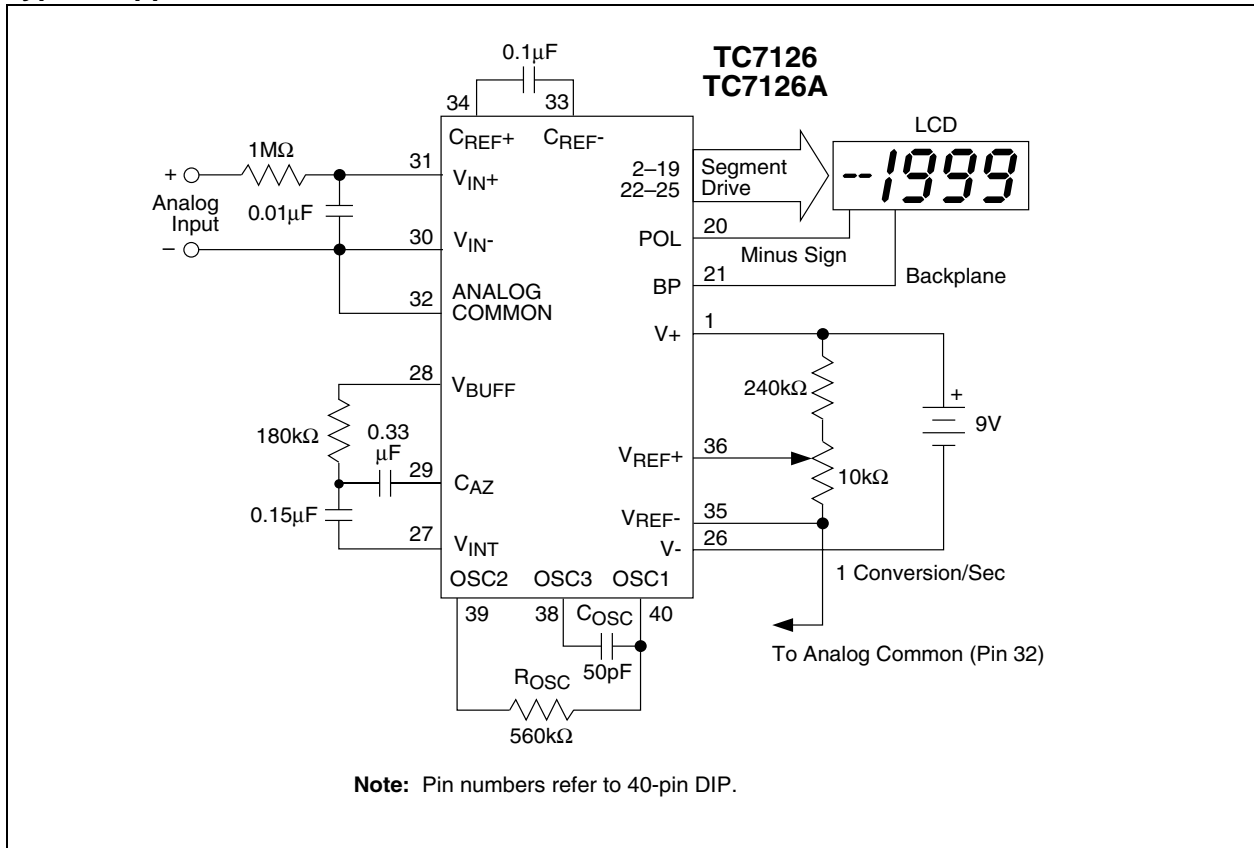 0.1µF
TC7126
TC7126A
34
33
LCD
CREF+
CREF-
1MΩ
31
VIN+
2–19
22–25
Segment
Drive
-1999
+
Analog
Input
–
0.01µF
30
VIN-
POL
20
Minus Sign
BP
21
Backplane
32
ANALOG
COMMON
V+
1
28
VBUFF
240kΩ
+
9V
180kΩ
0.33
µF
VREF+
36
29
CAZ
10kΩ
0.15µF
VREF-
35
27
VINT
V-
26
1 Conversion/Sec
OSC2
OSC3
OSC1
39
38
COSC
40
To Analog Common (Pin 32)
50pF
ROSC
560kΩ
Note: Pin numbers refer to 40-pin DIP.